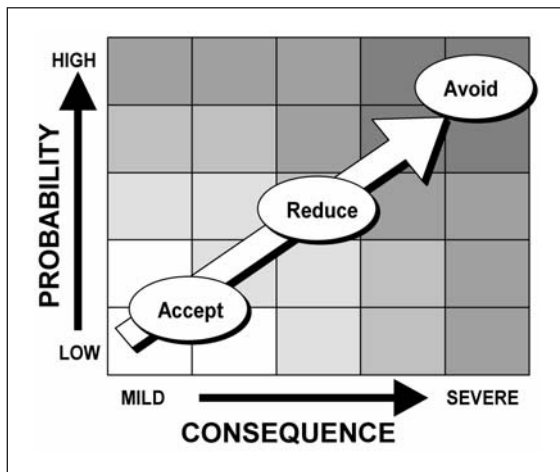 HIGH
Avoid
PROBABILITY
Reduce
Accept
LOW
MILD
SEVERE
CONSEQUENCE